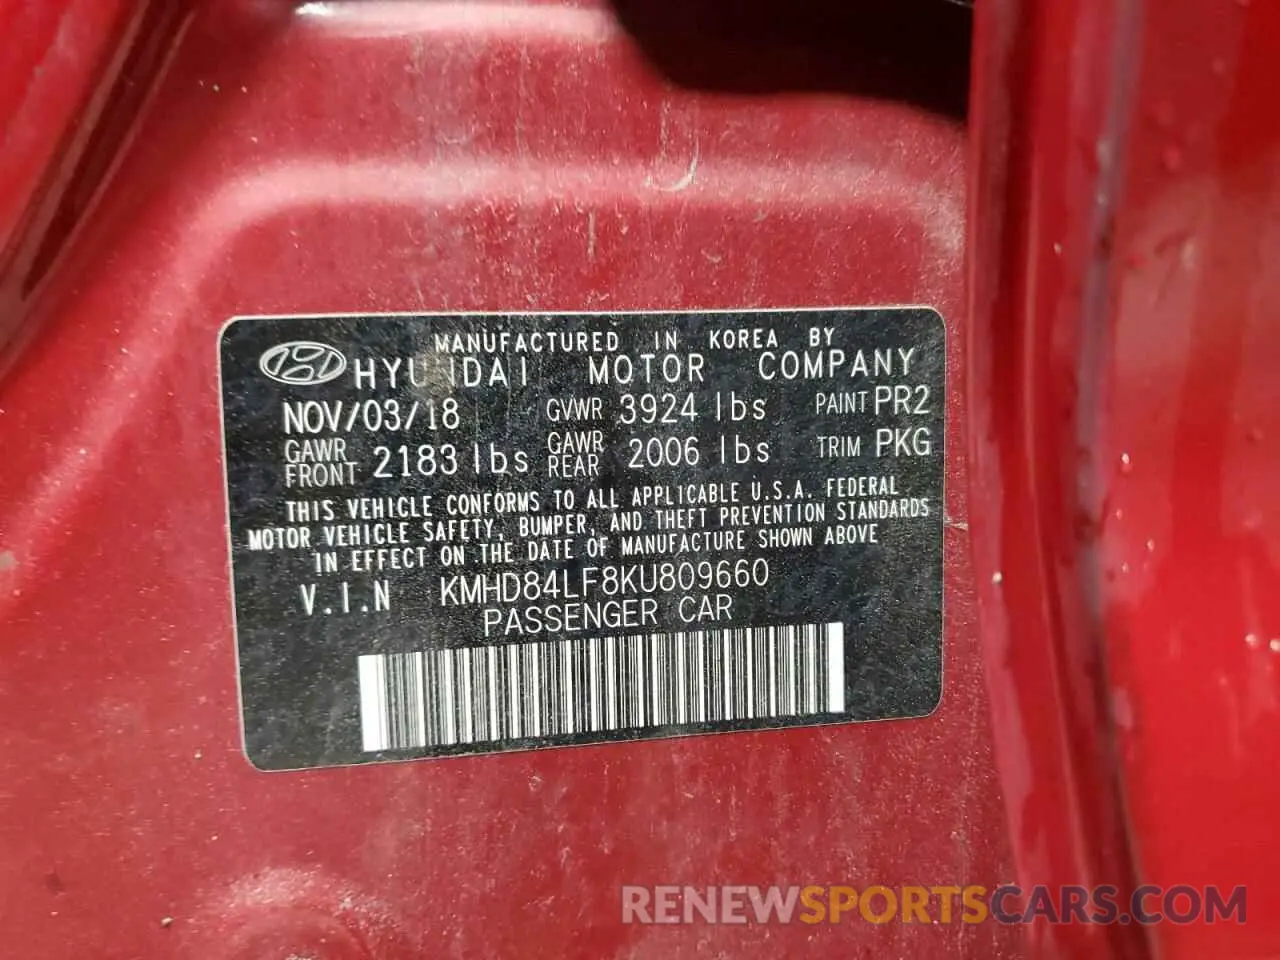 MANUFACTURED IN KOREA BY
HYUNDAI MOTOR COMPANY
NOV/03/18 GVWR 3924 lbs PAINT PR2
GAWR FRONT 2183 lbs GAWR REAR 2006 lbs TRIM PKG
THIS VEHICLE CONFORMS TO ALL APPLICABLE U.S.A. FEDERAL
MOTOR VEHICLE SAFETY, BUMPER, AND THEFT PREVENTION STANDARDS
IN EFFECT ON THE DATE OF MANUFACTURE SHOWN ABOVE
V.I.N KMHD84LF8KU809660
PASSENGER CAR
RENEWSPORTSCARS.COM